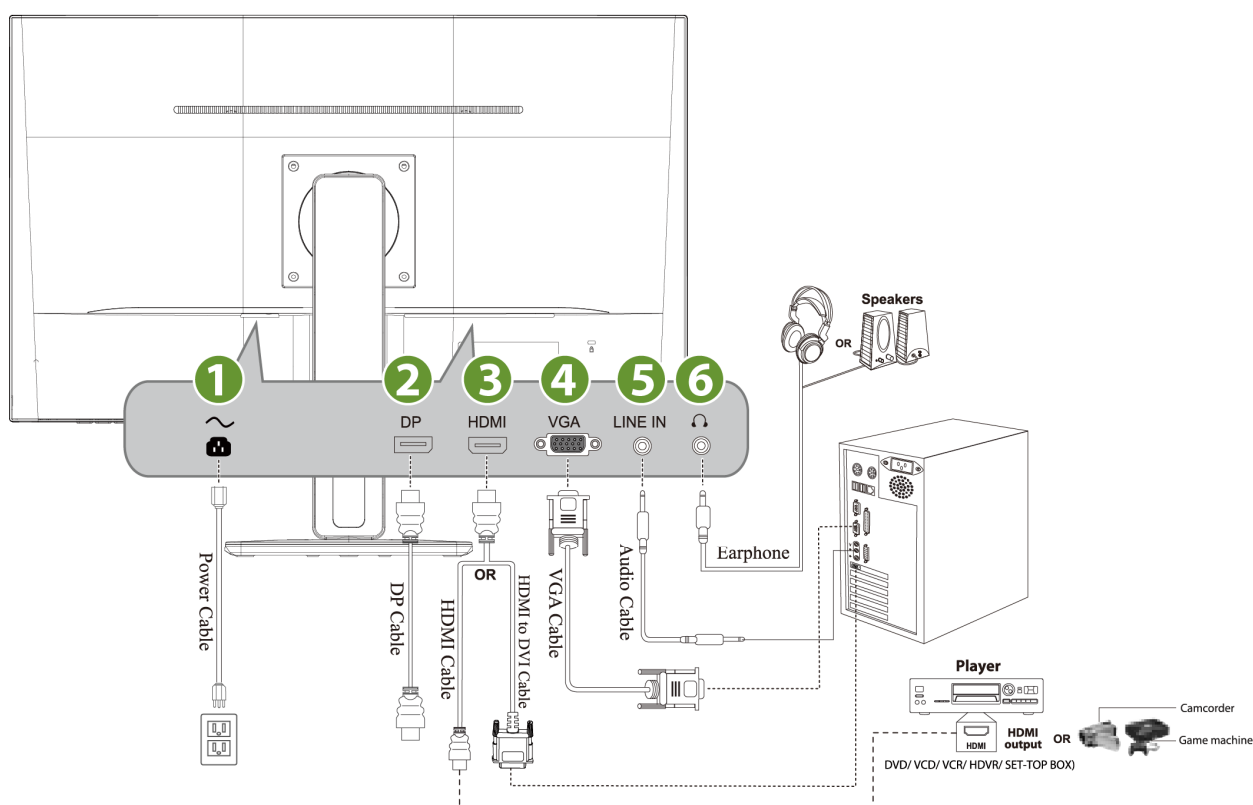 Speakers
OR
1
2
3
4
5
6
DP
HDMI
VGA
LINE IN
Earphone
OR
Power Cable
DP Cable
HDMI Cable
HDMI to DVI Cable
VGA Cable
Audio Cable
Player
HDMI
HDMI
output
OR
Camcorder
Game machine
DVD/ VCD/ VCR/ HDVR/ SET-TOP BOX)